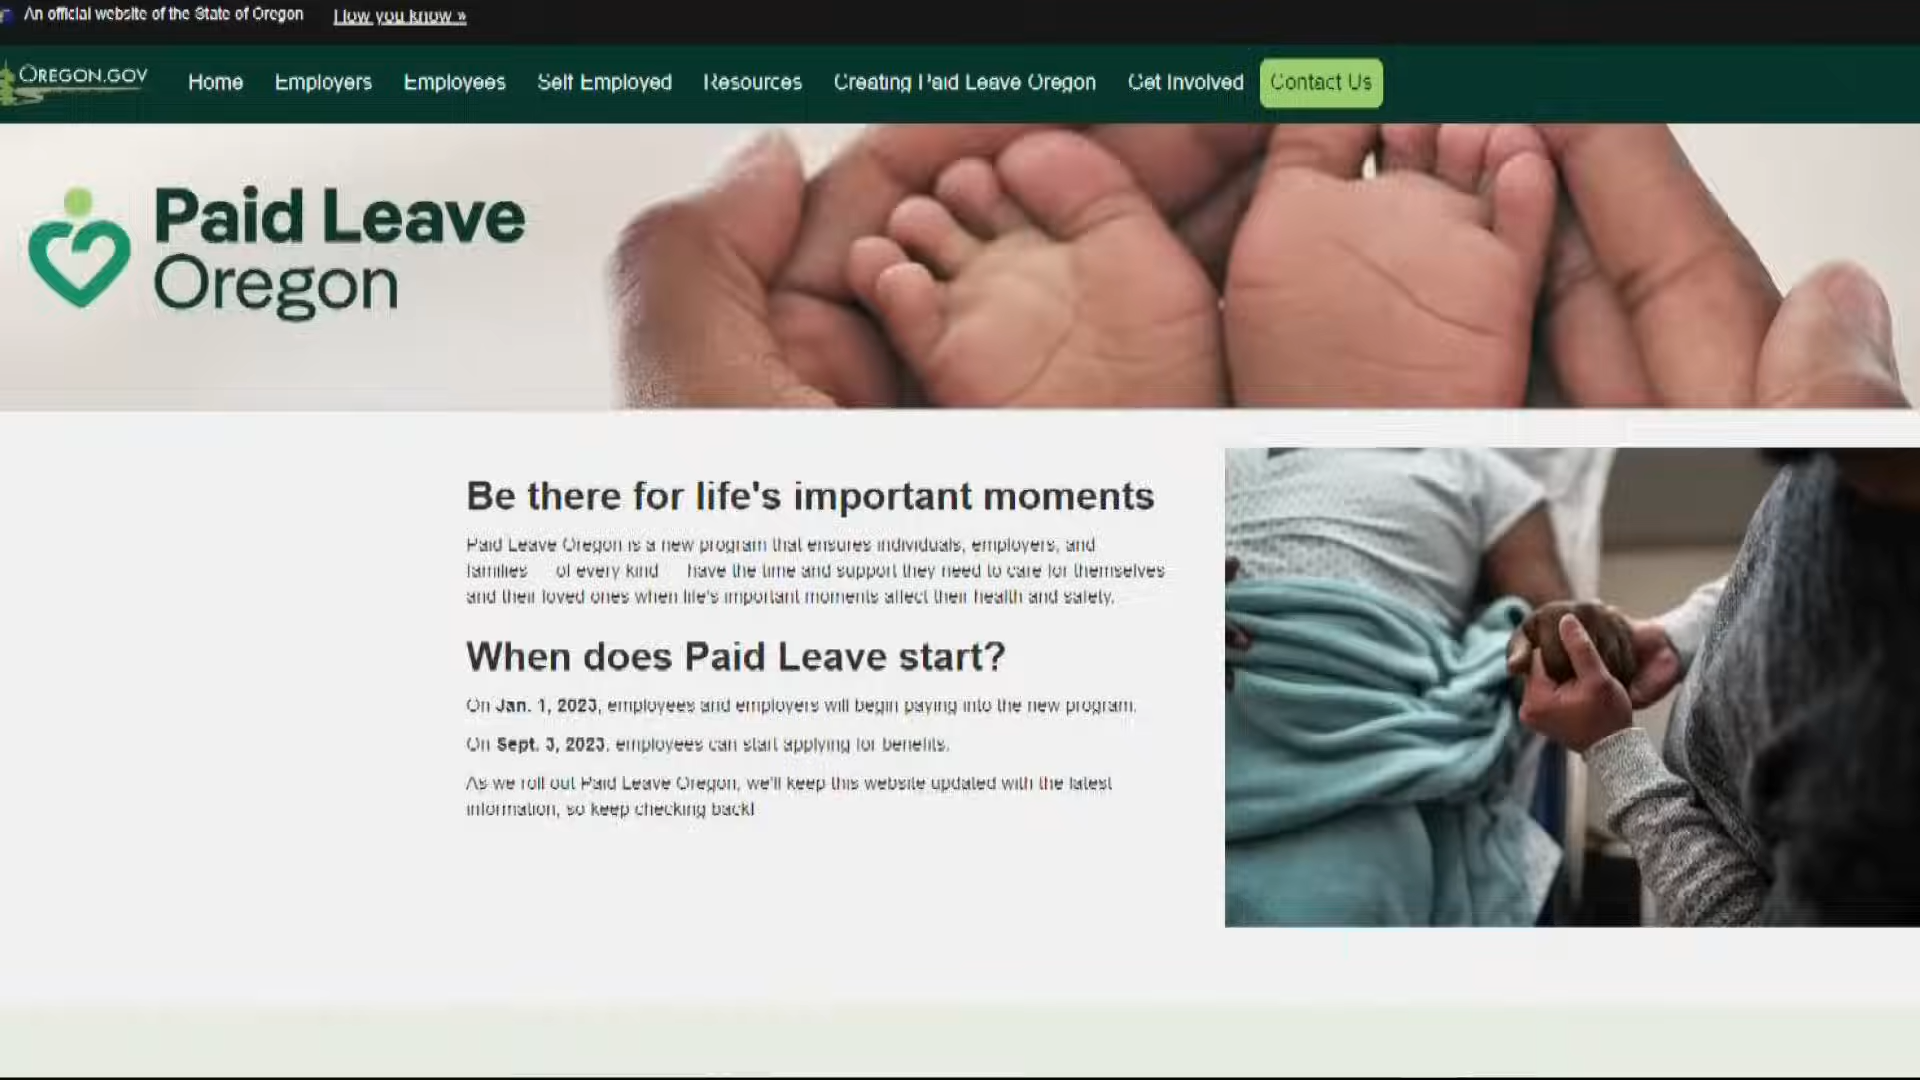 An official website of the State of Oregon How you know »
OREGON.GOV Home Employers Employees Self Employed Resources Creating Paid Leave Oregon Get Involved Contact Us
Paid Leave
Oregon
Be there for life's important moments
Paid Leave Oregon is a new program that ensures individuals, employers, and
families of every kind have the time and support they need to care for themselves
and their loved ones when life's important moments affect their health and safety.
When does Paid Leave start?
On Jan. 1, 2023, employees and employers will begin paying into the new program.
On Sept. 3, 2023, employees can start applying for benefits.
As we roll out Paid Leave Oregon, we'll keep this website updated with the latest
information, so keep checking back!